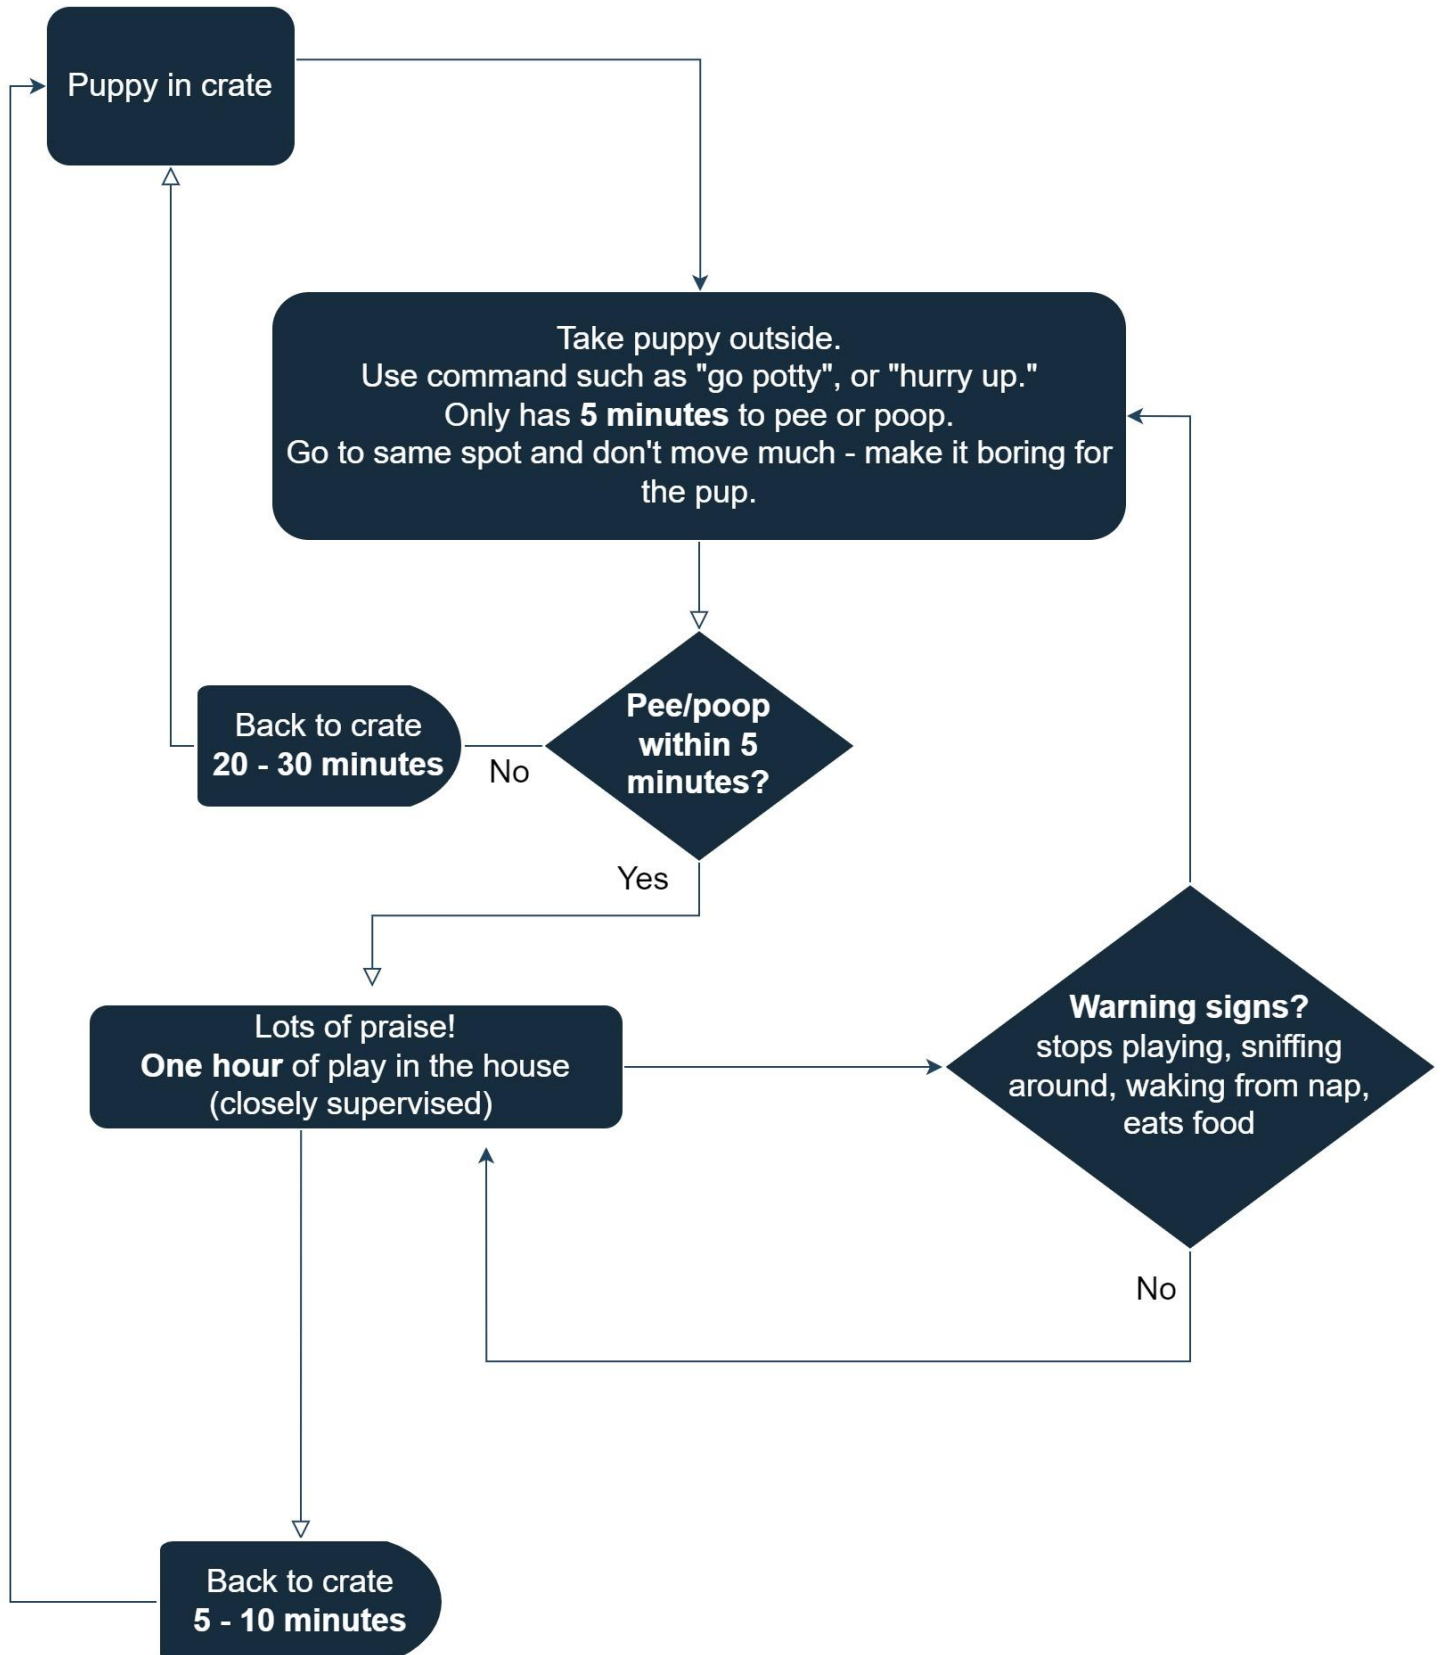 Puppy in crate
Take puppy outside.
Use command such as "go potty", or "hurry up."
Only has 5 minutes to pee or poop.
Go to same spot and don't move much - make it boring for
the pup.
Pee/poop
within 5
minutes?
No
Back to crate
20 - 30 minutes
Yes
Lots of praise!
One hour of play in the house
(closely supervised)
Warning signs?
stops playing, sniffing
around, waking from nap,
eats food
No
Back to crate
5 - 10 minutes